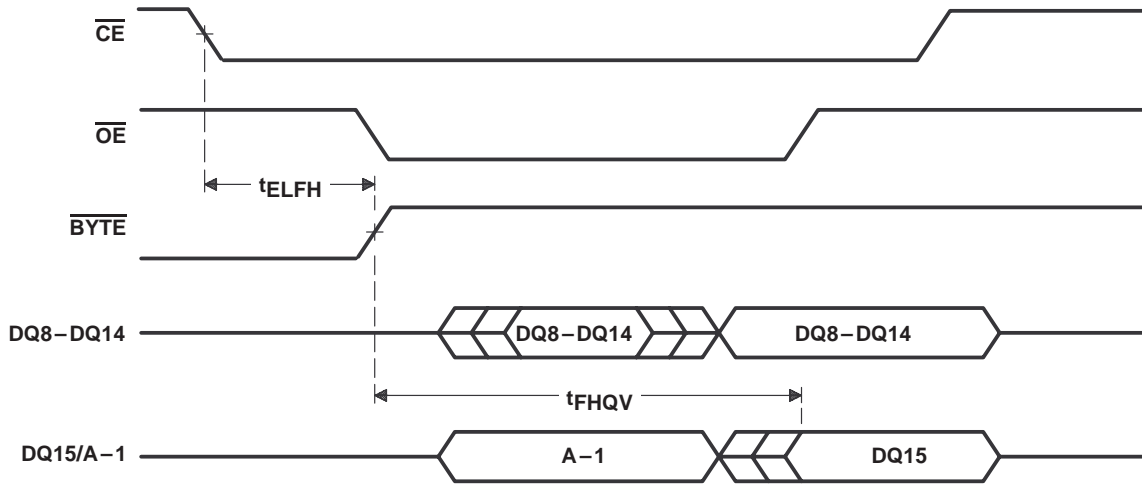 CE
OE
tELFH
BYTE
DQ8–DQ14 DQ8–DQ14 DQ8–DQ14
tFHQV
DQ15/A–1 A–1 DQ15